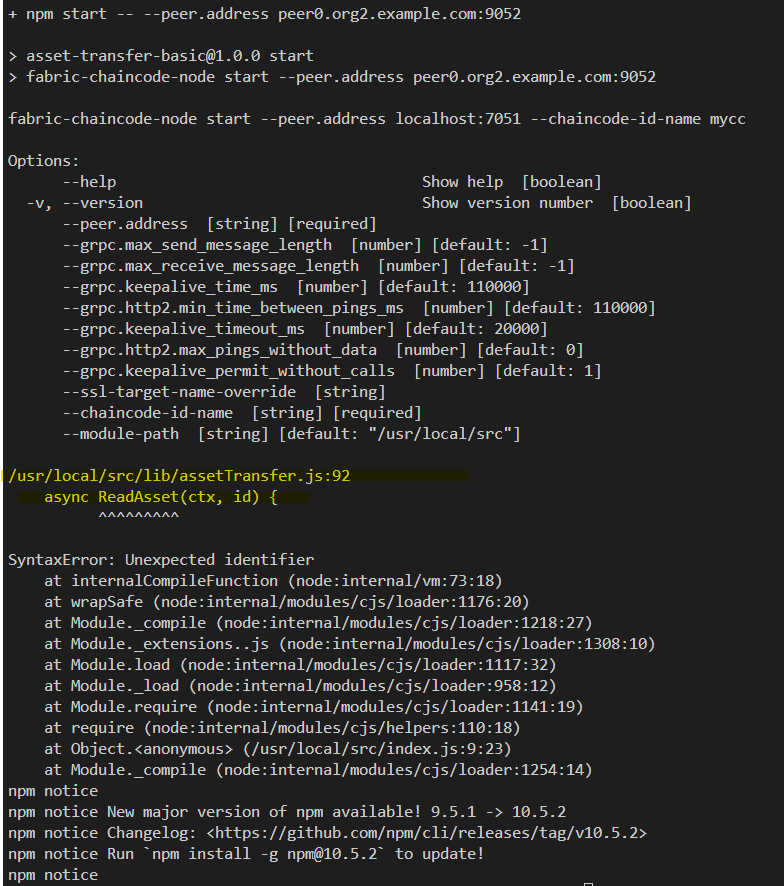 + npm start -- --peer.address peer0.org2.example.com:9052
> asset-transfer-basic@1.0.0 start
> fabric-chaincode-node start --peer.address peer0.org2.example.com:9052
fabric-chaincode-node start --peer.address localhost:7051 --chaincode-id-name mycc
Options:
--help Show help [boolean]
-v, --version Show version number [boolean]
--peer.address [string] [required]
--grpc.max_send_message_length [number] [default: -1]
--grpc.max_receive_message_length [number] [default: -1]
--grpc.keepalive_time_ms [number] [default: 110000]
--grpc.http2.min_time_between_pings_ms [number] [default: 110000]
--grpc.keepalive_timeout_ms [number] [default: 20000]
--grpc.http2.max_pings_without_data [number] [default: 0]
--grpc.keepalive_permit_without_calls [number] [default: 1]
--ssl-target-name-override [string]
--chaincode-id-name [string] [required]
--module-path [string] [default: "/usr/local/src"]
/usr/local/src/lib/assetTransfer.js:92
async ReadAsset(ctx, id) {
^^^^^^^^^
SyntaxError: Unexpected identifier
at internalCompileFunction (node:internal/vm:73:18)
at wrapSafe (node:internal/modules/cjs/loader:1176:20)
at Module._compile (node:internal/modules/cjs/loader:1218:27)
at Module._extensions..js (node:internal/modules/cjs/loader:1308:10)
at Module.load (node:internal/modules/cjs/loader:1117:32)
at Module._load (node:internal/modules/cjs/loader:958:12)
at Module.require (node:internal/modules/cjs/loader:1141:19)
at require (node:internal/modules/cjs/helpers:110:18)
at Object.<anonymous> (/usr/local/src/index.js:9:23)
at Module._compile (node:internal/modules/cjs/loader:1254:14)
npm notice
npm notice New major version of npm available! 9.5.1 -> 10.5.2
npm notice Changelog: <https://github.com/npm/cli/releases/tag/v10.5.2>
npm notice Run `npm install -g npm@10.5.2` to update!
npm notice